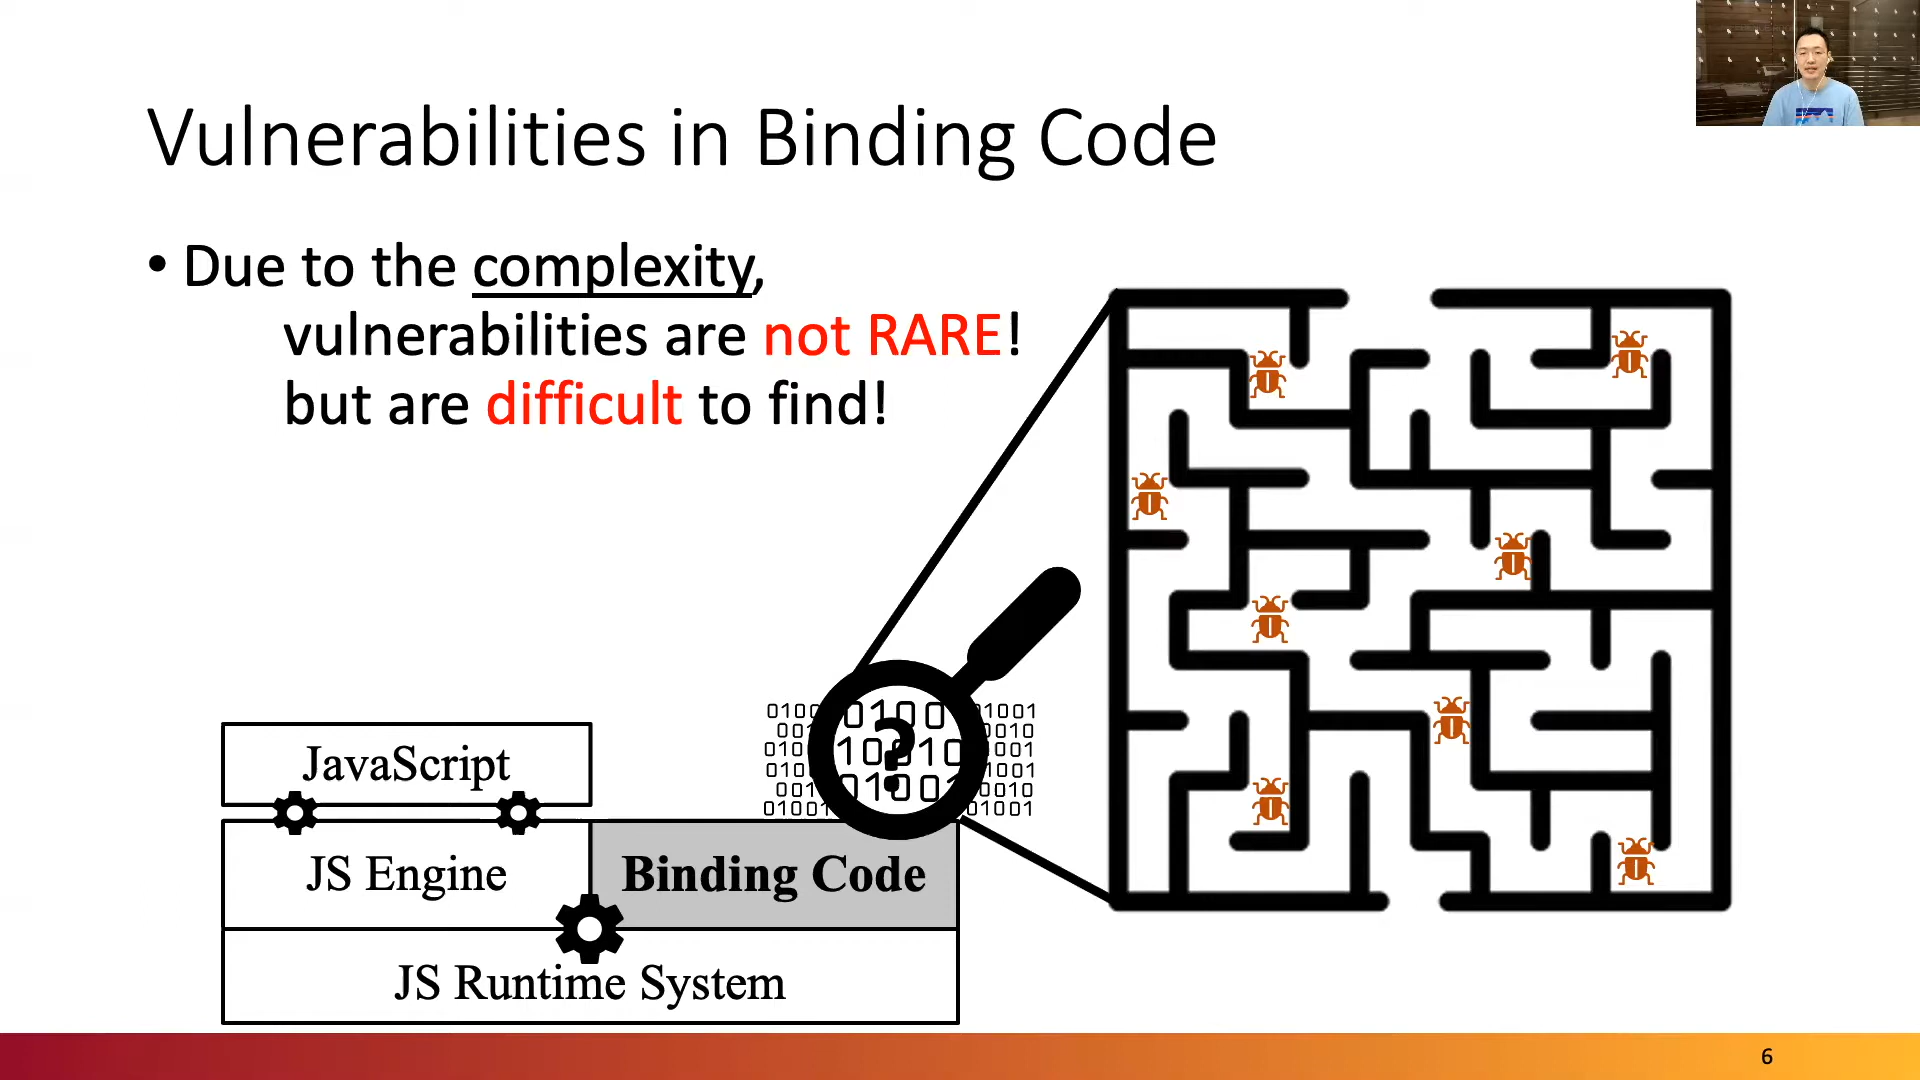 Vulnerabilities in Binding Code
• Due to the complexity,
vulnerabilities are not RARE!
but are difficult to find!
JavaScript
JS Engine
Binding Code
JS Runtime System
?
6